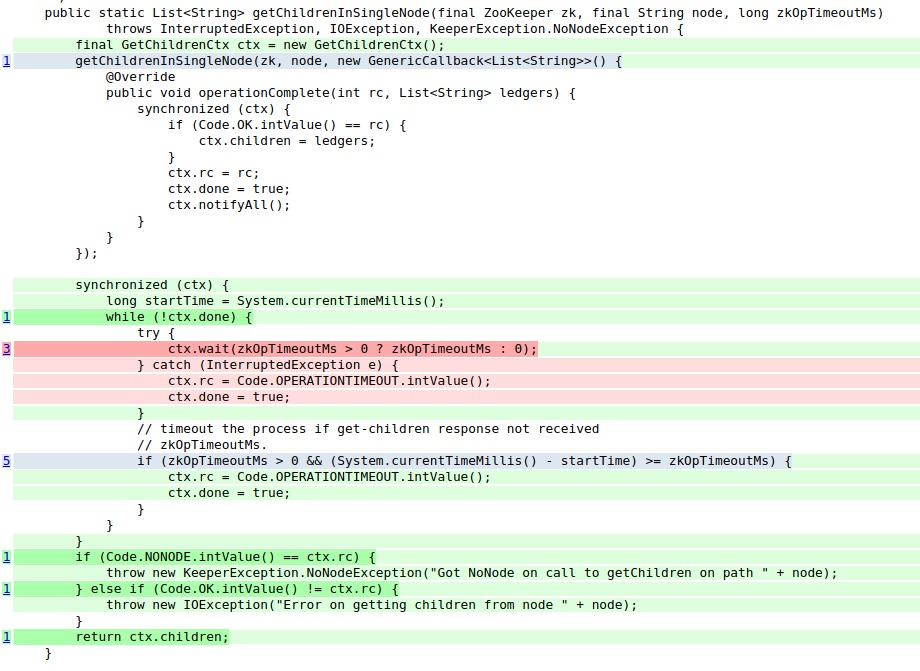 public static List<String> getChildrenInSingleNode(final ZooKeeper zk, final String node, long zkOpTimeoutMs)
throws InterruptedException, IOException, KeeperException.NoNodeException {
final GetChildrenCtx ctx = new GetChildrenCtx();
1 getChildrenInSingleNode(zk, node, new GenericCallback<List<String>>() {
@Override
public void operationComplete(int rc, List<String> ledgers) {
synchronized (ctx) {
if (Code.OK.intValue() == rc) {
ctx.children = ledgers;
}
ctx.rc = rc;
ctx.done = true;
ctx.notifyAll();
}
}
});
synchronized (ctx) {
long startTime = System.currentTimeMillis();
1 while (!ctx.done) {
try {
3 ctx.wait(zkOpTimeoutMs > 0 ? zkOpTimeoutMs : 0);
} catch (InterruptedException e) {
ctx.rc = Code.OPERATIONTIMEOUT.intValue();
ctx.done = true;
}
// timeout the process if get-children response not received
// zkOpTimeoutMs.
5 if (zkOpTimeoutMs > 0 && (System.currentTimeMillis() - startTime) >= zkOpTimeoutMs) {
ctx.rc = Code.OPERATIONTIMEOUT.intValue();
ctx.done = true;
}
}
}
1 if (Code.NONODE.intValue() == ctx.rc) {
throw new KeeperException.NoNodeException("Got NoNode on call to getChildren on path " + node);
1 } else if (Code.OK.intValue() != ctx.rc) {
throw new IOException("Error on getting children from node " + node);
}
1 return ctx.children;
}